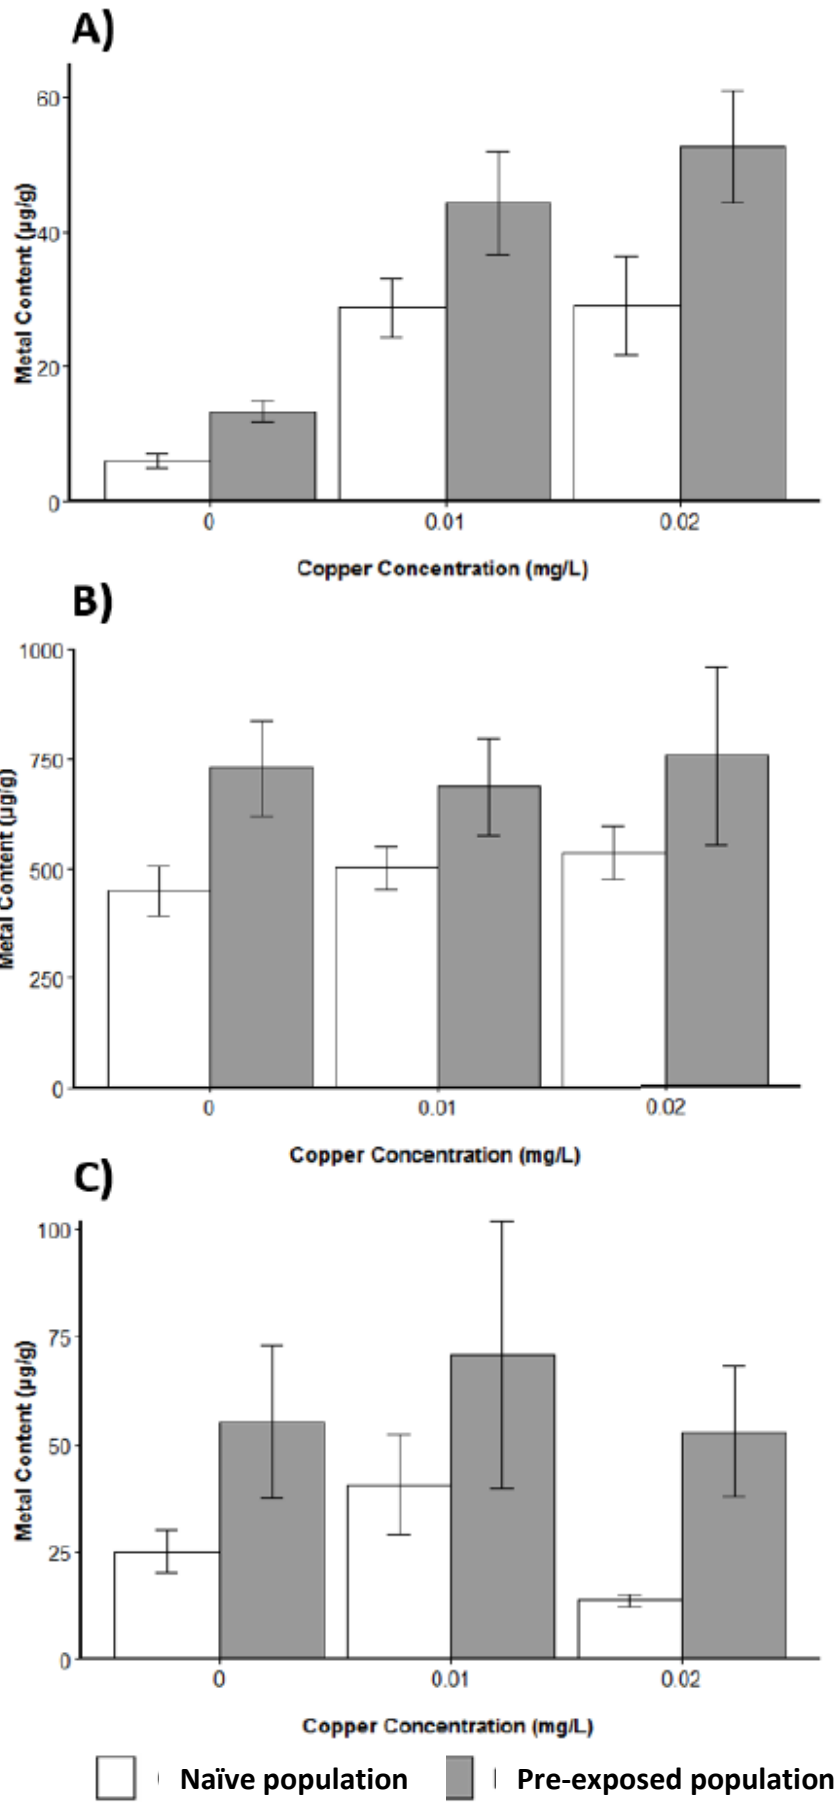 A)
60
40
20
0
Metal Content (µg/g)
0 0.01 0.02
Copper Concentration (mg/L)
B)
1000
750
500
250
0
Metal Content (µg/g)
0 0.01 0.02
Copper Concentration (mg/L)
C)
100
75
50
25
0
Metal Content (µg/g)
0 0.01 0.02
Copper Concentration (mg/L)
Naïve population Pre-exposed population